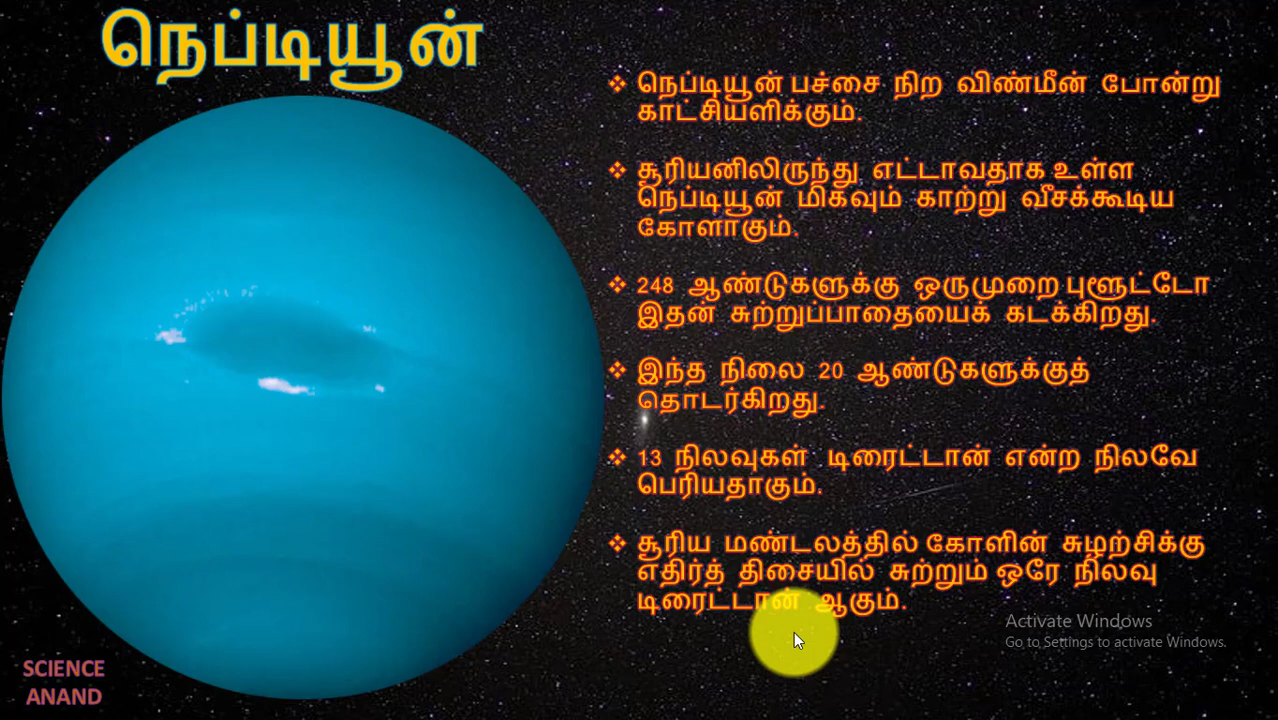 நெப்டியூன்
❖ நெப்டியூன் பச்சை நிற விண்மீன் போன்று
காட்சியளிக்கும்.
❖ சூரியனிலிருந்து எட்டாவதாக உள்ள
நெப்டியூன் மிகவும் காற்று வீசக்கூடிய
கோளாகும்.
❖ 248 ஆண்டுகளுக்கு ஒருமுறை புளூட்டோ
இதன் சுற்றுப்பாதையைக் கடக்கிறது.
❖ இந்த நிலை 20 ஆண்டுகளுக்குத்
தொடர்கிறது.
❖ 13 நிலவுகள் டிரைட்டான் என்ற நிலவே
பெரியதாகும்.
❖ சூரிய மண்டலத்தில் கோளின் சுழற்சிக்கு
எதிர்த் திசையில் சுற்றும் ஒரே நிலவு
டிரைட்டான் ஆகும்.
Activate Windows
Go to Settings to activate Windows.
SCIENCE
ANAND